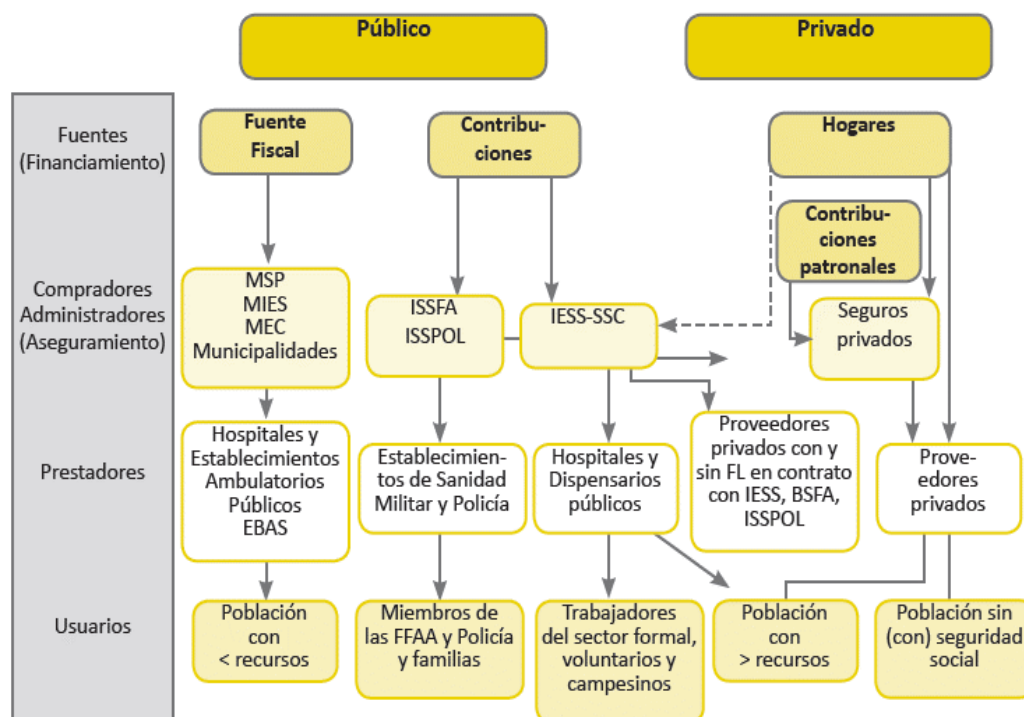 Público
Privado
Fuentes
(Financiamiento)
Fuente
Fiscal
Contribu-
ciones
Hogares
Contribu-
ciones
patronales
Compradores
Administradores
(Aseguramiento)
MSP
MIES
MEC
Municipalidades
ISSFA
ISSPOL
IESS-SSC
Seguros
privados
Prestadores
Hospitales y
Establecimientos
Ambulatorios
Públicos
EBAS
Establecimien-
tos de Sanidad
Militar y Policía
Hospitales y
Dispensarios
públicos
Proveedores
privados con y
sin FL en contrato
con IESS, BSFA,
ISSPOL
Prove-
edores
privados
Usuarios
Población
con
< recursos
Miembros de
las FFAA y Policía
y familias
Trabajadores
del sector formal,
voluntarios y
campesinos
Población
con
> recursos
Población sin
(con) seguridad
social